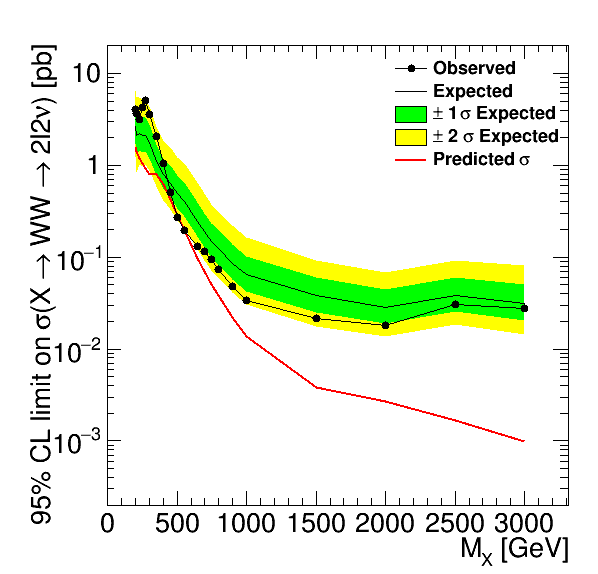 95% CL limit on σ(X → WW → 2l2ν) [pb]
10
1
10⁻¹
10⁻²
10⁻³
Observed
Expected
± 1 σ Expected
± 2 σ Expected
Predicted σ
0 500 1000 1500 2000 2500 3000
M_X [GeV]